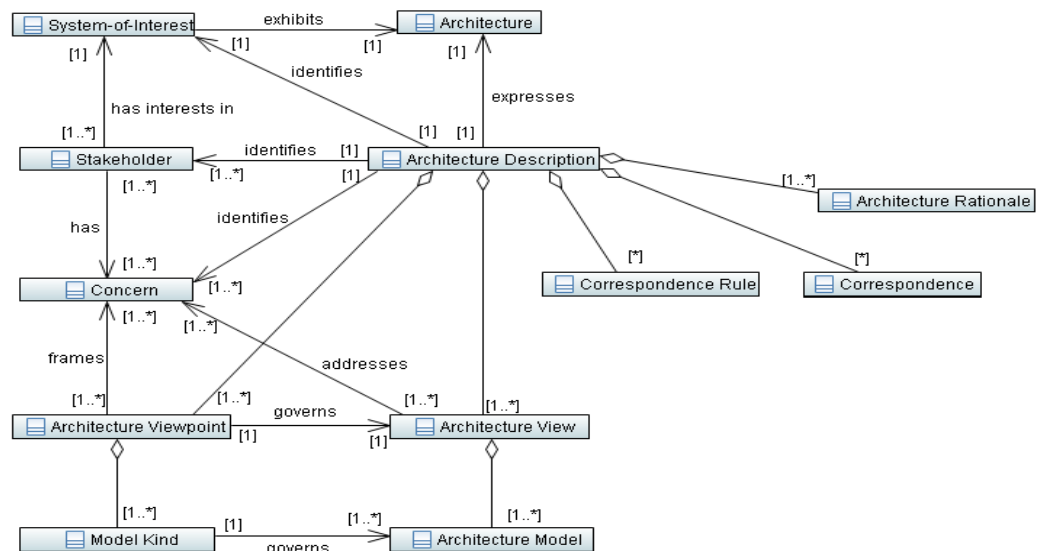 System-of-Interest
exhibits
Architecture
[1]
[1]
[1]
[1]
identifies
has interests in
expresses
[1..*]
[1]
[1]
Stakeholder
identifies
[1]
Architecture Description
[1..*]
[1..*]
[1]
[1..*]
Architecture Rationale
has
identifies
[1..*]
[*]
[*]
Concern
[1..*]
Correspondence Rule
Correspondence
[1..*]
[1..*]
frames
addresses
[1..*]
[1..*]
[1..*]
[1..*]
Architecture Viewpoint
governs
Architecture View
[1]
[1]
[1..*]
[1]
[1..*]
[1..*]
Model Kind
governs
Architecture Model